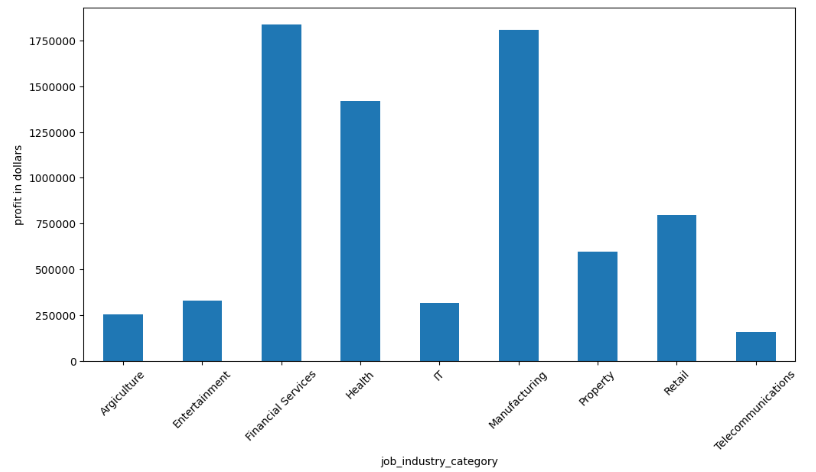 1750000
1500000
1250000
1000000
750000
500000
250000
0
profit in dollars
Argiculture
Entertainment
Financial Services
Health
IT
Manufacturing
Property
Retail
Telecommunications
job_industry_category